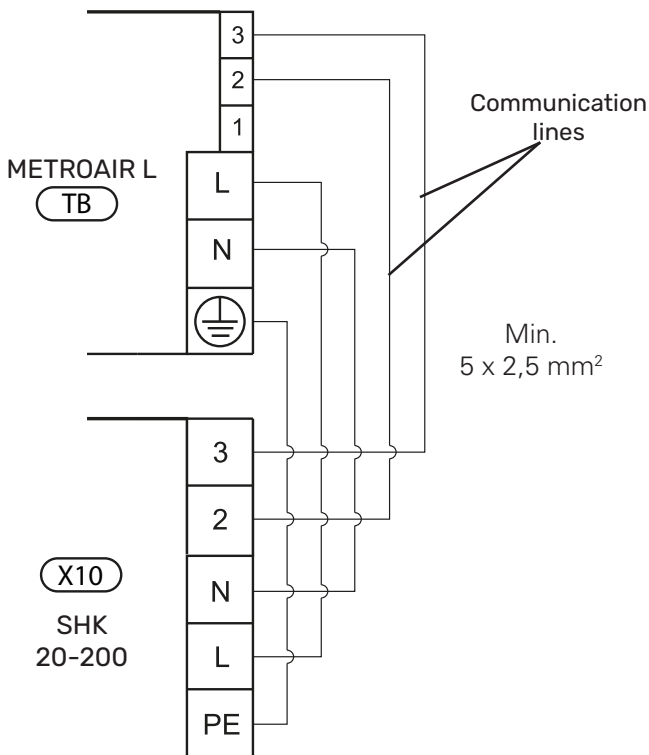 3
2
Communication
lines
1
METROAIR L
TB
L
N
Min.
5 x 2,5 mm²
3
2
X10
N
SHK
20-200
L
PE